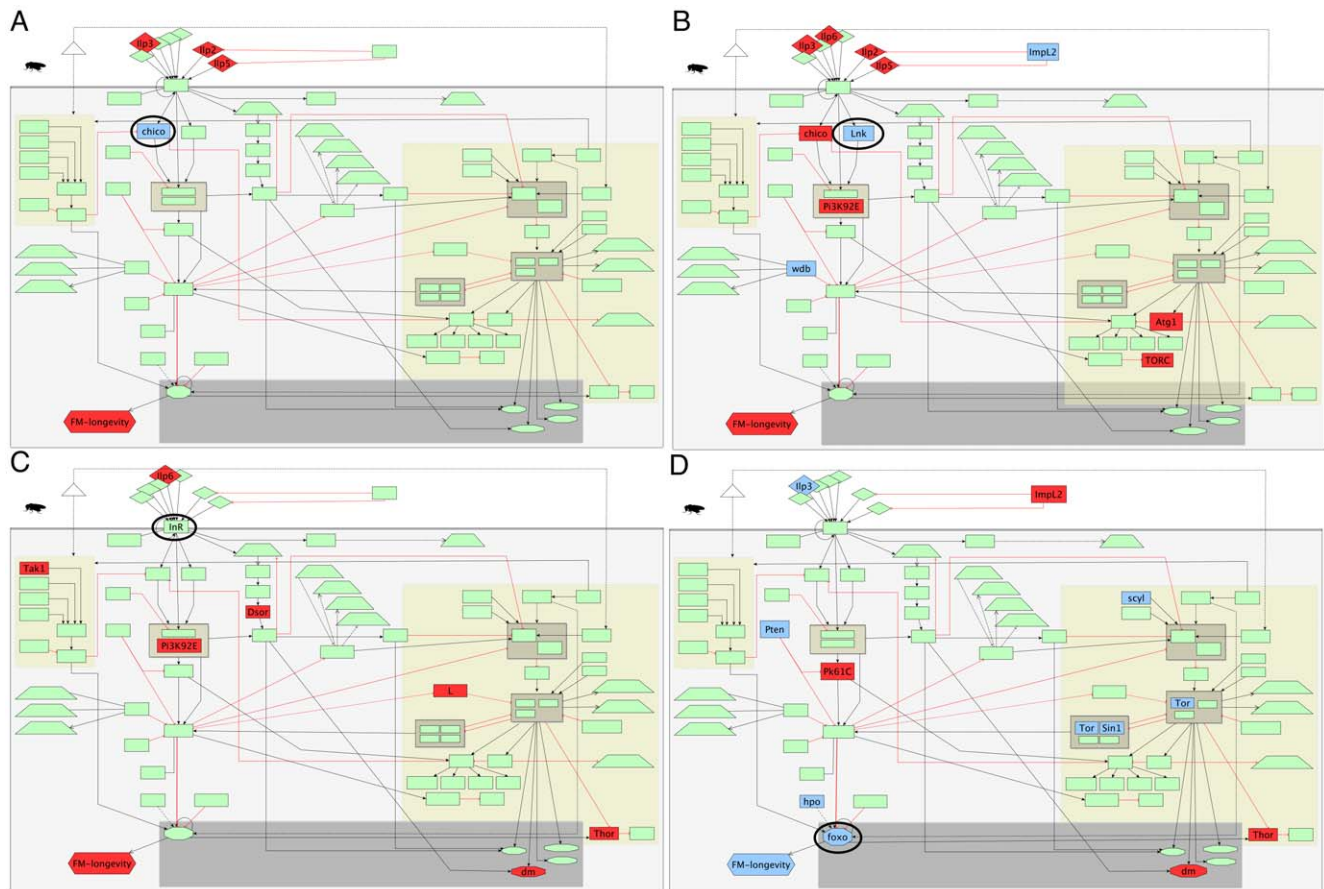 A
Ilp3
Ilp2
Ilp5
chico
FM-longevity
B
Ilp3
Ilp6
Ilp2
Ilp5
ImpL2
chico
Lnk
Pi3K92E
wdb
Atg1
TORC
FM-longevity
C
Ilp6
InR
Tak1
Dsor
Pi3K92E
L
Thor
FM-longevity
dm
D
Ilp3
ImpL2
scyl
Pten
Pk61C
Tor
Tor Sin1
hpo
foxo
Thor
FM-longevity
dm